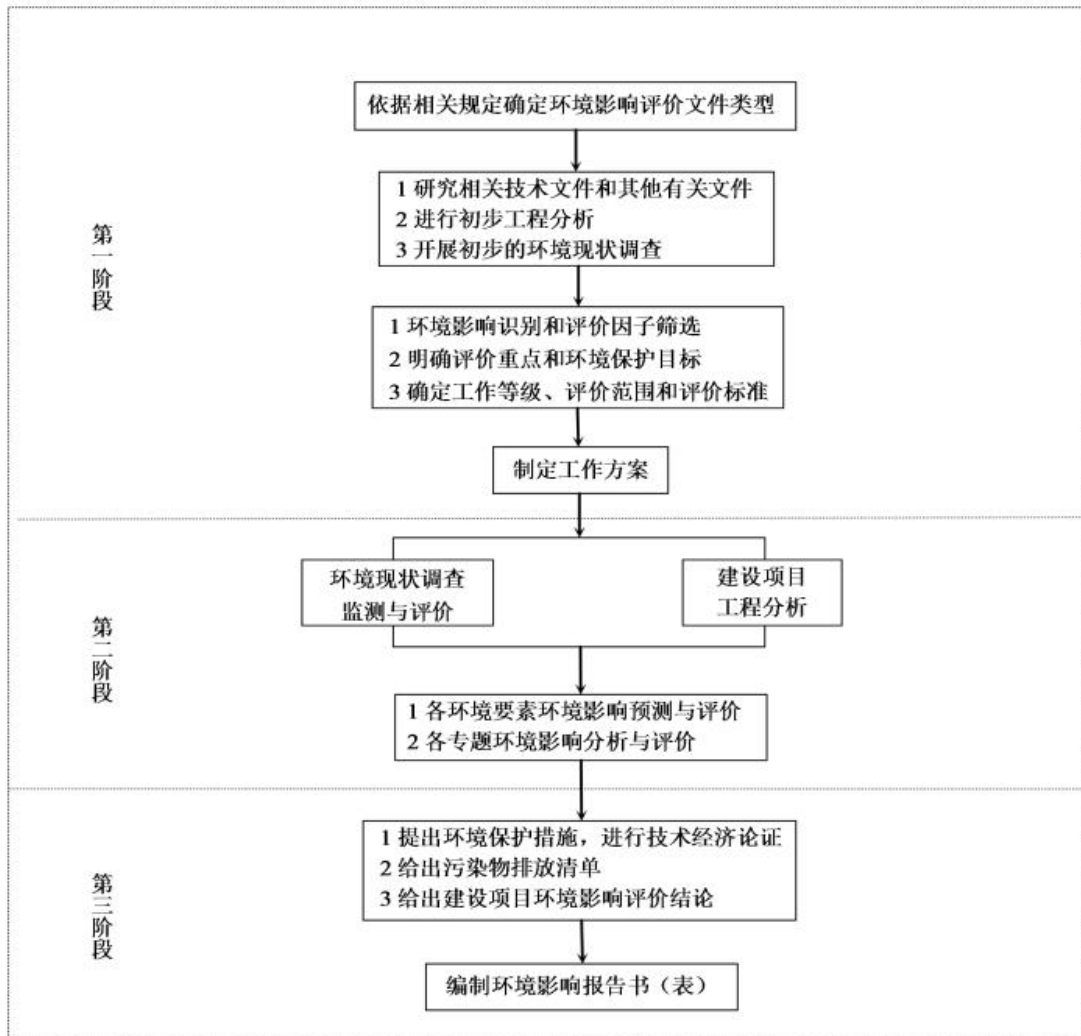 依据相关规定确定环境影响评价文件类型
1 研究相关技术文件和其他有关文件
2 进行初步工程分析
3 开展初步的环境现状调查
第一阶段
1 环境影响识别和评价因子筛选
2 明确评价重点和环境保护目标
3 确定工作等级、评价范围和评价标准
制定工作方案
环境现状调查
监测与评价
建设项目
工程分析
第二阶段
1 各环境要素环境影响预测与评价
2 各专题环境影响分析与评价
1 提出环境保护措施，进行技术经济论证
2 给出污染物排放清单
3 给出建设项目环境影响评价结论
第三阶段
编制环境影响报告书（表）